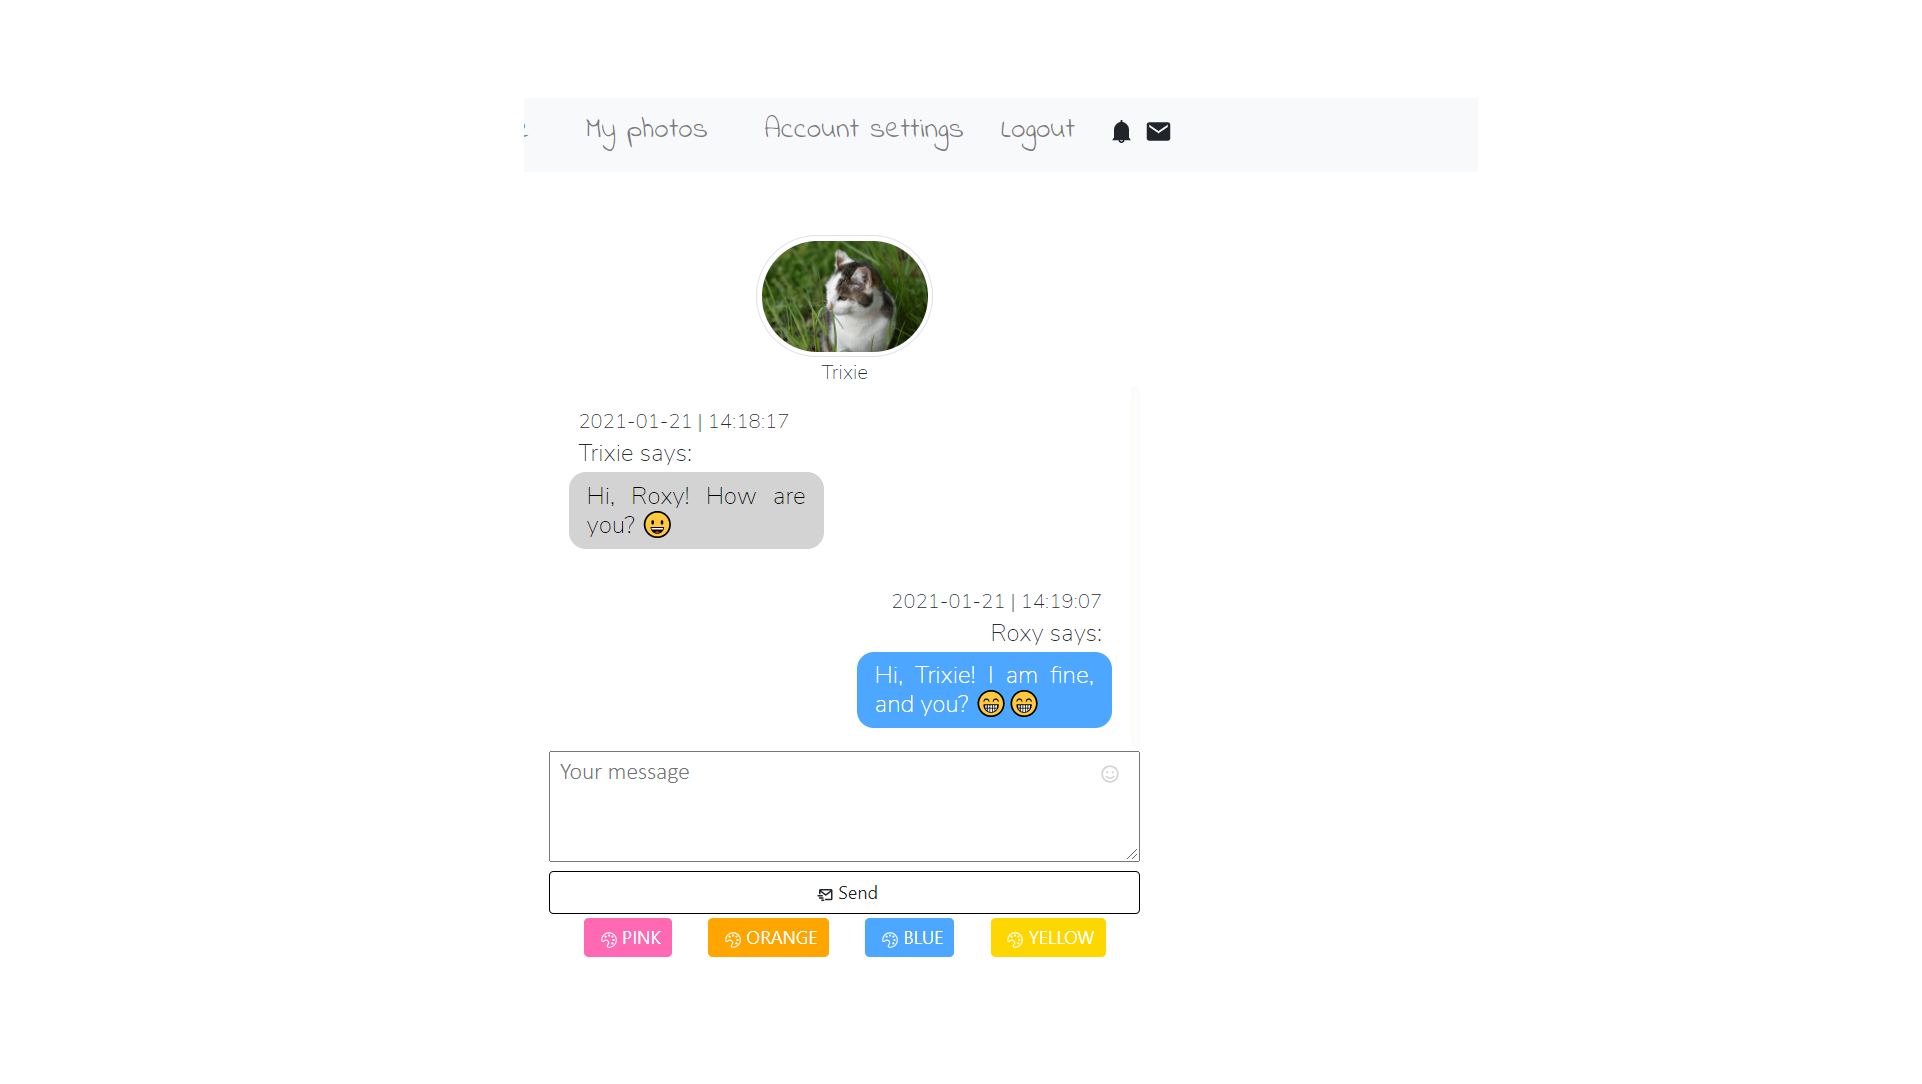 My photos Account settings Logout
Trixie
2021-01-21 | 14:18:17
Trixie says:
Hi, Roxy! How are
you? 😀
2021-01-21 | 14:19:07
Roxy says:
Hi, Trixie! I am fine,
and you? 😁 😁
Your message
Send
PINK ORANGE BLUE YELLOW